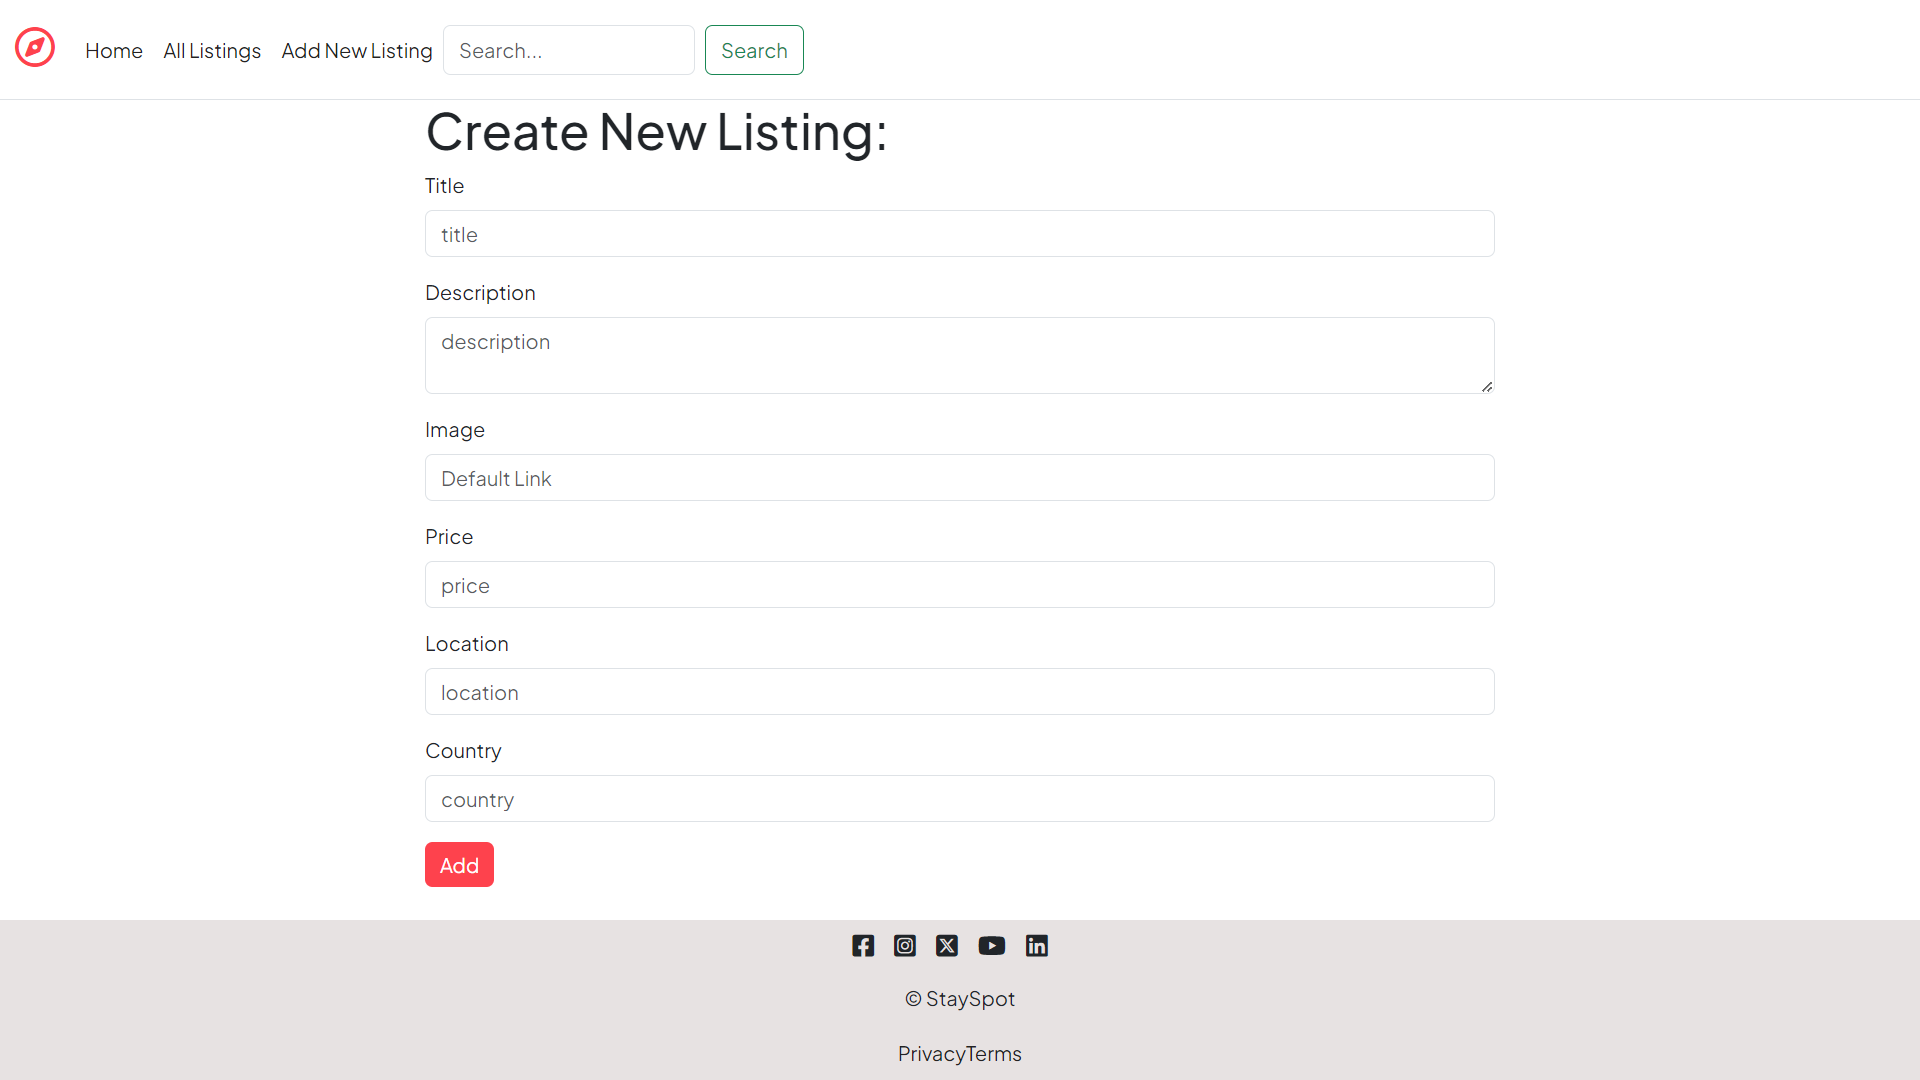 Home All Listings Add New Listing Search... Search
Create New Listing:
Title
title
Description
description
Image
Default Link
Price
price
Location
location
Country
country
Add
© StaySpot
PrivacyTerms